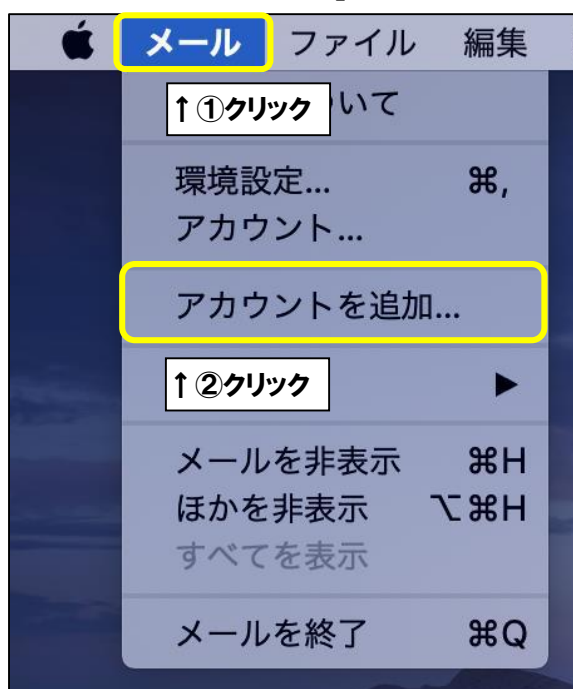 メール ファイル 編集
↑①クリック いて
環境設定... ⌘,
アカウント...
アカウントを追加...
↑②クリック ▶
メールを非表示 ⌘H
ほかを非表示 ⌥⌘H
すべてを表示
メールを終了 ⌘Q